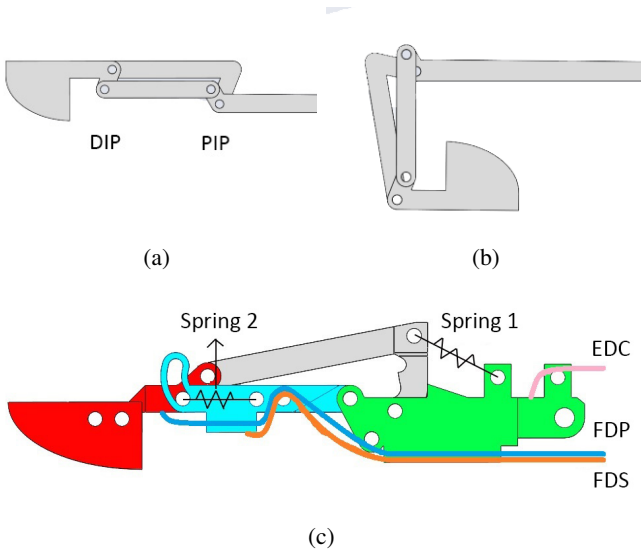 DIP PIP
(a) (b)
Spring 2 Spring 1
EDC
FDP
FDS
(c)